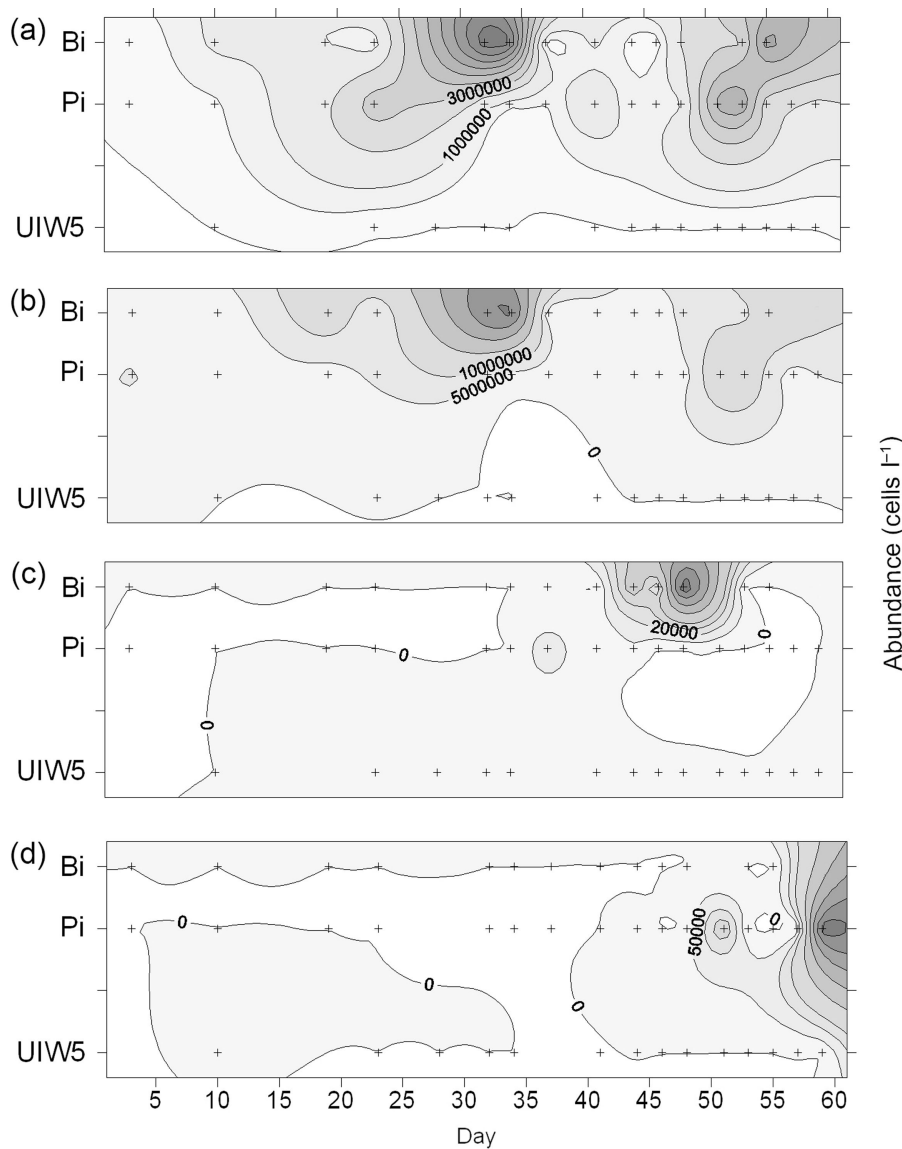 (a)
Bi
Pi
UIW5
3000000
1000000
(b)
Bi
Pi
UIW5
10000000
5000000
0
(c)
Bi
Pi
UIW5
0
0
20000
0
(d)
Bi
Pi
UIW5
0
0
0
50000
0
5 10 15 20 25 30 35 40 45 50 55 60
Day
Abundance (cells l⁻¹)